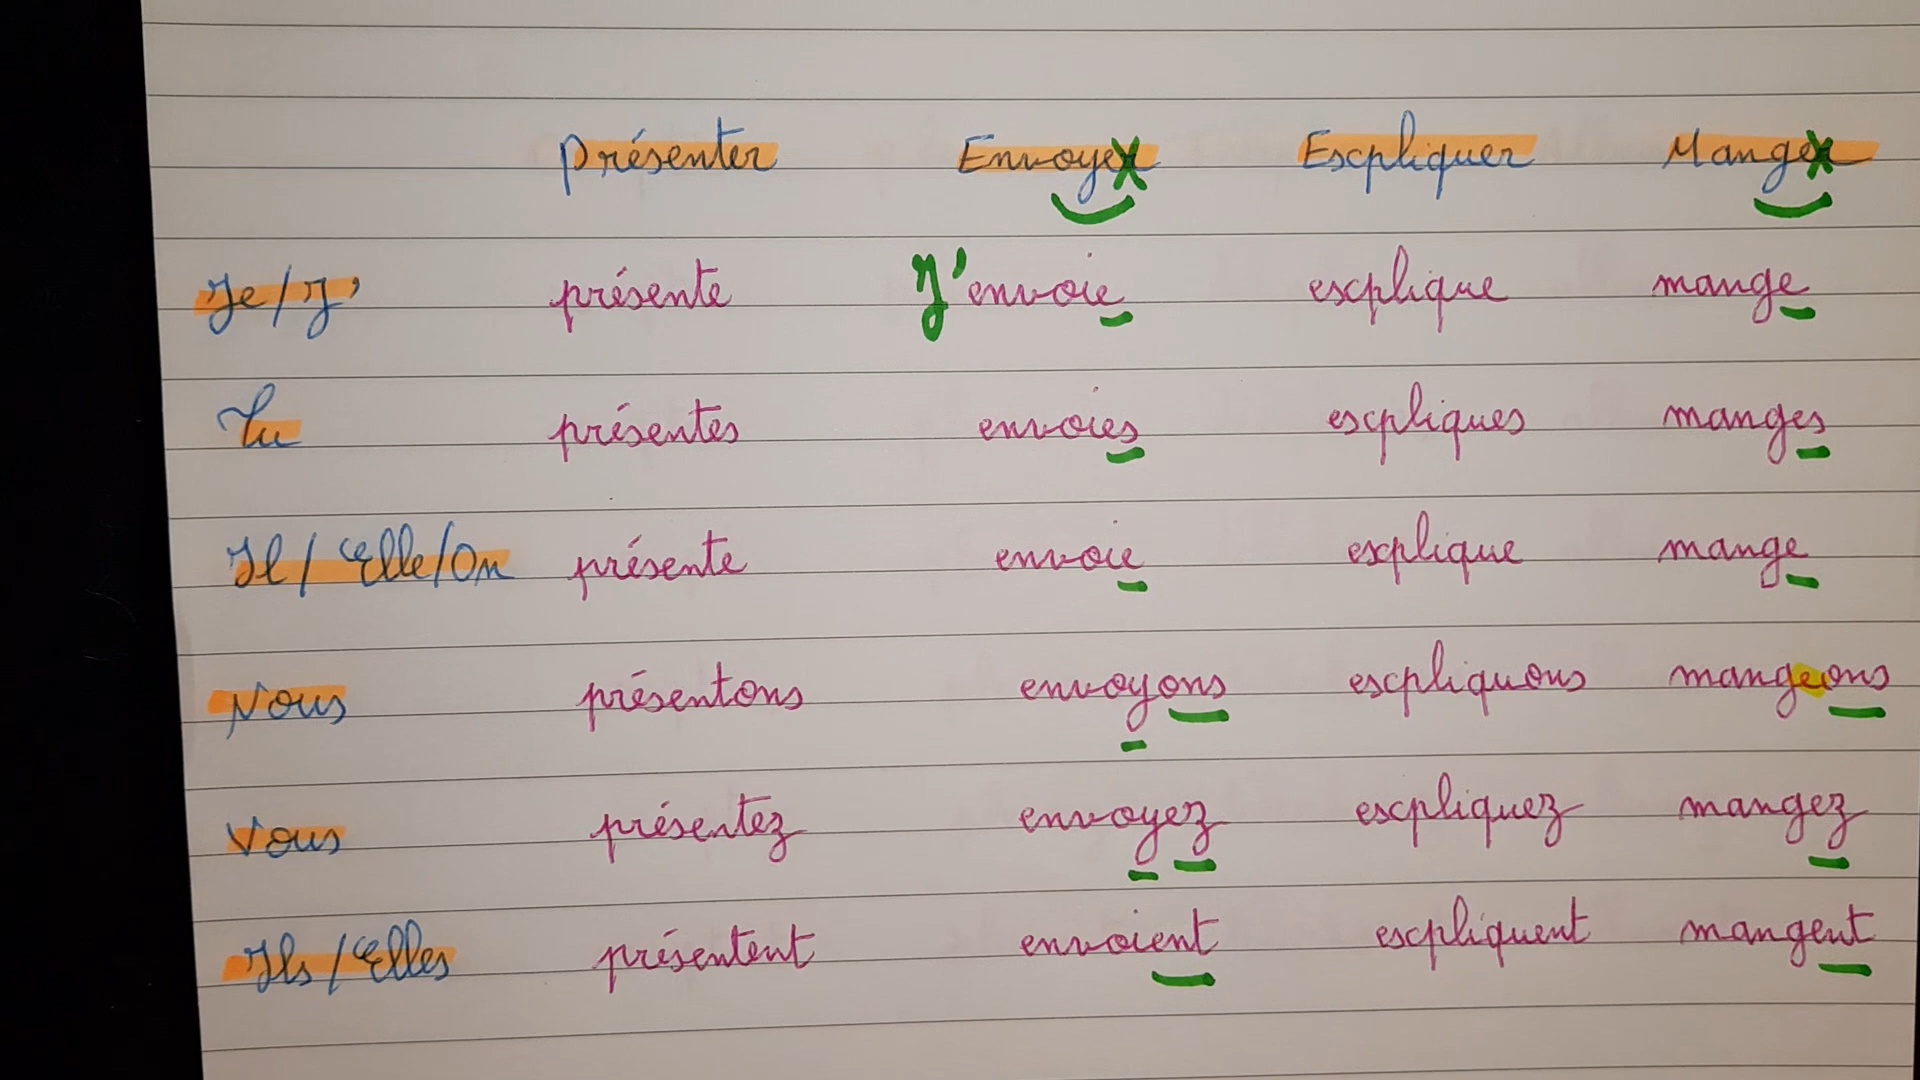 Présenter Envoyer Expliquer Manger
Je/J' présente J'envoie explique mange
Tu présentes envoies expliques manges
Il/Elle/On présente envoie explique mange
Nous présentons envoyons expliquons mangeons
Vous présentez envoyez expliquez mangez
Ils/Elles présentent envoient expliquent mangent